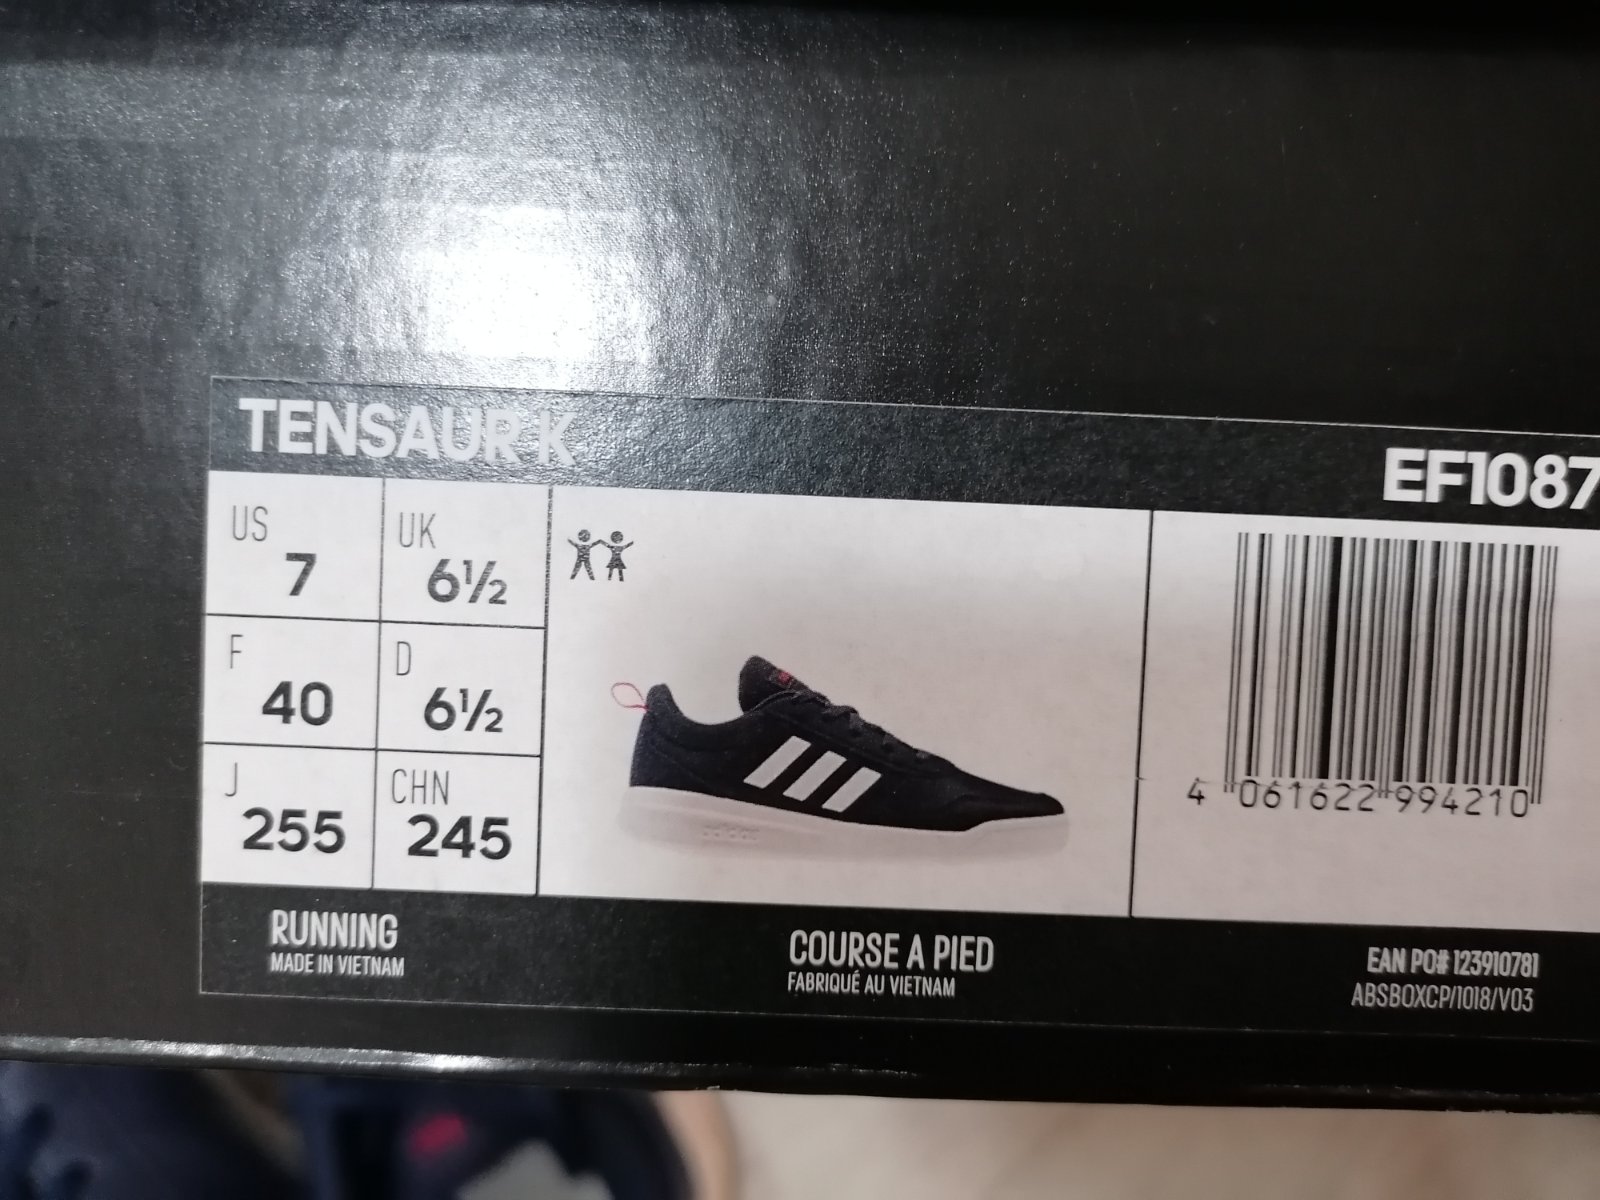 TENSAUR K
EF1087
US
7
UK
6½
F
40
D
6½
J
255
CHN
245
adidas
4 061622 994210
RUNNING
MADE IN VIETNAM
COURSE A PIED
FABRIQUÉ AU VIETNAM
EAN PO# 123910781
ABSBOXCP/1018/V03